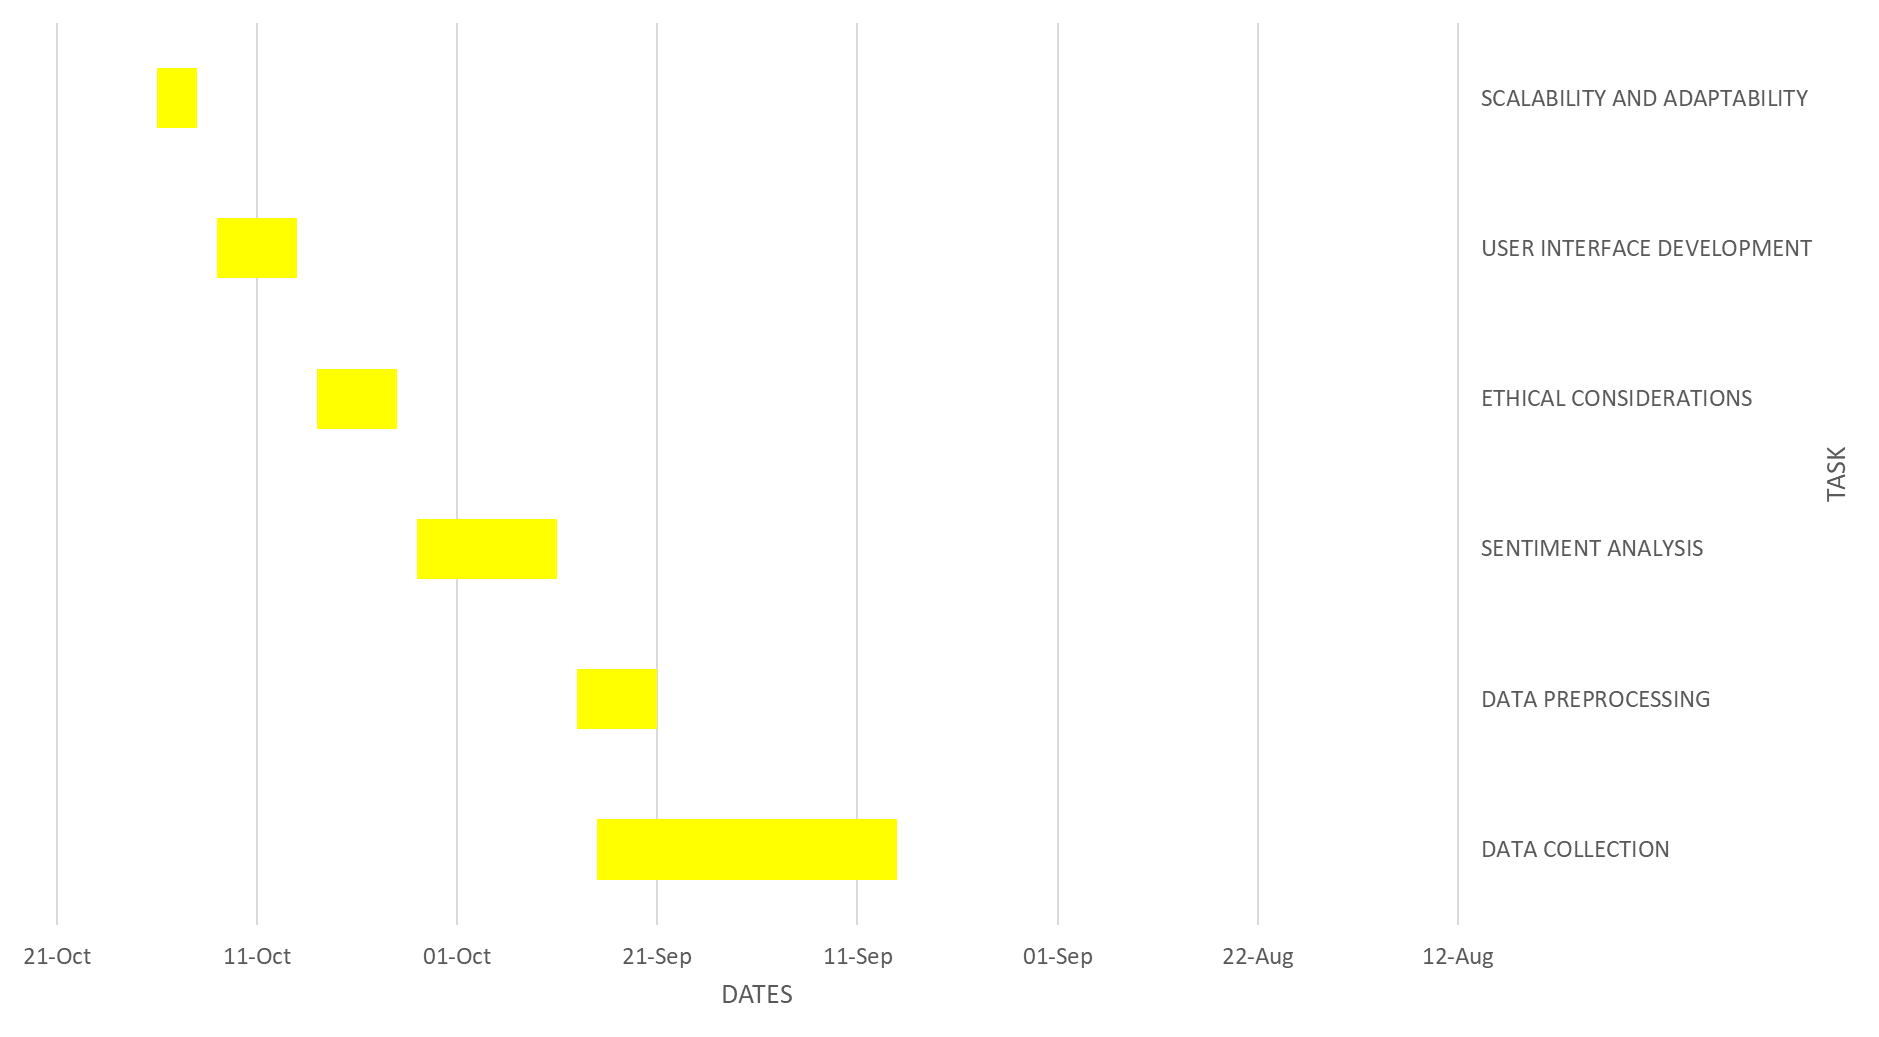 SCALABILITY AND ADAPTABILITY
USER INTERFACE DEVELOPMENT
ETHICAL CONSIDERATIONS
TASK
SENTIMENT ANALYSIS
DATA PREPROCESSING
DATA COLLECTION
21-Oct 11-Oct 01-Oct 21-Sep 11-Sep 01-Sep 22-Aug 12-Aug
DATES